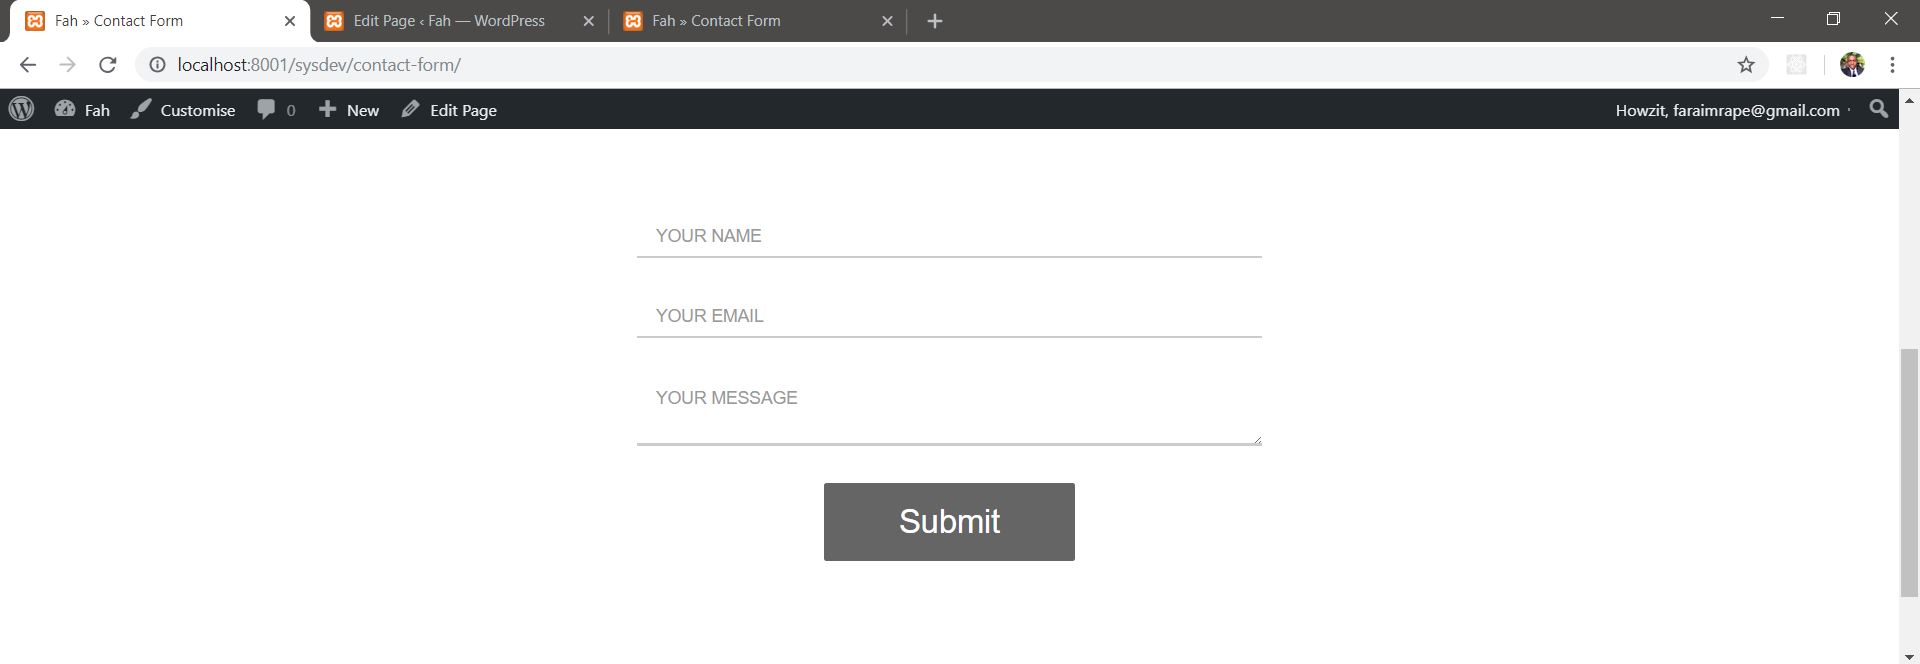 Fah » Contact Form
Edit Page ‹ Fah — WordPress
Fah » Contact Form
localhost:8001/sysdev/contact-form/
Fah Customise 0 New Edit Page Howzit, faraimrape@gmail.com
YOUR NAME
YOUR EMAIL
YOUR MESSAGE
Submit